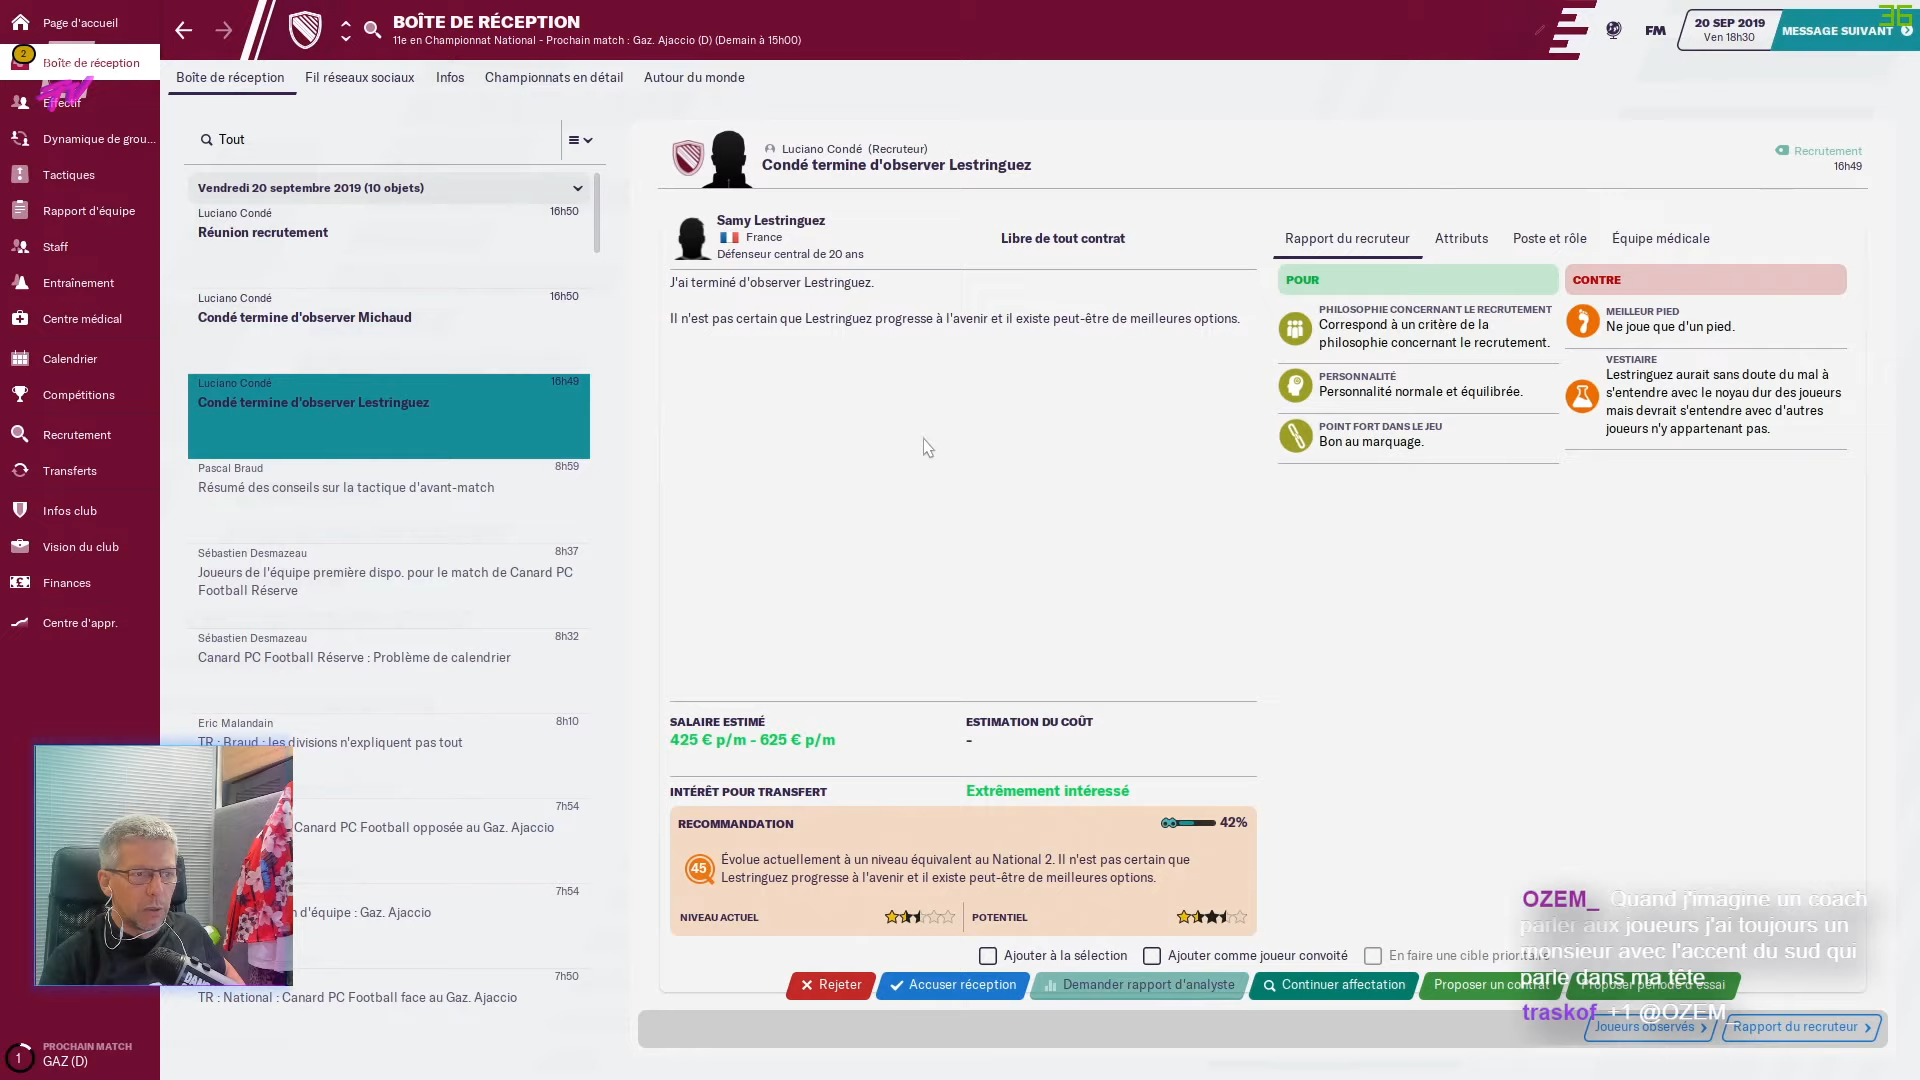 Page d'accueil
2
Boîte de réception
Effectif
Dynamique de grou...
Tactiques
Rapport d'équipe
Staff
Entraînement
Centre médical
Calendrier
Compétitions
Recrutement
Transferts
Infos club
Vision du club
Finances
Centre d'appr.
1
PROCHAIN MATCH
GAZ (D)
BOÎTE DE RÉCEPTION
11e en Championnat National - Prochain match : Gaz. Ajaccio (D) (Demain à 15h00)
FM
20 SEP 2019
Ven 18h30
MESSAGE SUIVANT
36
Boîte de réception
Fil réseaux sociaux
Infos
Championnats en détail
Autour du monde
Tout
Vendredi 20 septembre 2019 (10 objets)
Luciano Condé 16h50
Réunion recrutement
Luciano Condé 16h50
Condé termine d'observer Michaud
Luciano Condé 16h49
Condé termine d'observer Lestringuez
Pascal Braud 8h59
Résumé des conseils sur la tactique d'avant-match
Sébastien Desmazeau 8h37
Joueurs de l'équipe première dispo. pour le match de Canard PC
Football Réserve
Sébastien Desmazeau 8h32
Canard PC Football Réserve : Problème de calendrier
Eric Malandain 8h10
TR : Braud : les divisions n'expliquent pas tout
7h54
Canard PC Football opposée au Gaz. Ajaccio
7h54
d'équipe : Gaz. Ajaccio
7h50
TR : National : Canard PC Football face au Gaz. Ajaccio
Luciano Condé (Recruteur)
Condé termine d'observer Lestringuez
Recrutement
16h49
Samy Lestringuez
France
Défenseur central de 20 ans
Libre de tout contrat
J'ai terminé d'observer Lestringuez.
Il n'est pas certain que Lestringuez progresse à l'avenir et il existe peut-être de meilleures options.
SALAIRE ESTIMÉ
425 € p/m - 625 € p/m
ESTIMATION DU COÛT
-
INTÉRÊT POUR TRANSFERT
Extrêmement intéressé
RECOMMANDATION
42%
45
Évolue actuellement à un niveau équivalent au National 2. Il n'est pas certain que
Lestringuez progresse à l'avenir et il existe peut-être de meilleures options.
NIVEAU ACTUEL
POTENTIEL
Rapport du recruteur
Attributs
Poste et rôle
Équipe médicale
POUR
PHILOSOPHIE CONCERNANT LE RECRUTEMENT
Correspond à un critère de la
philosophie concernant le recrutement.
PERSONNALITÉ
Personnalité normale et équilibrée.
POINT FORT DANS LE JEU
Bon au marquage.
CONTRE
MEILLEUR PIED
Ne joue que d'un pied.
VESTIAIRE
Lestringuez aurait sans doute du mal à
s'entendre avec le noyau dur des joueurs
mais devrait s'entendre avec d'autres
joueurs n'y appartenant pas.
Ajouter à la sélection
Ajouter comme joueur convoité
En faire une cible prioritaire
Rejeter
Accuser réception
Demander rapport d'analyste
Continuer affectation
Proposer un contrat
Proposer période d'essai
Joueurs observés
Rapport du recruteur
OZEM_ Quand j'imagine un coach
parler aux joueurs j'ai toujours un
monsieur avec l'accent du sud qui
parle dans ma tête
traskof +1 @OZEM_